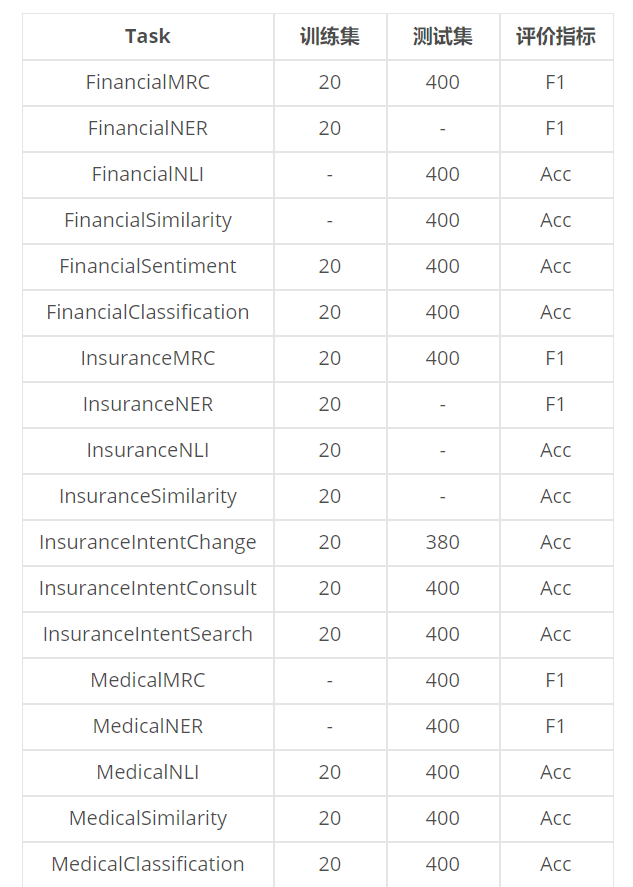 Task 训练集 测试集 评价指标
FinancialMRC 20 400 F1
FinancialNER 20 - F1
FinancialNLI - 400 Acc
FinancialSimilarity - 400 Acc
FinancialSentiment 20 400 Acc
FinancialClassification 20 400 Acc
InsuranceMRC 20 400 F1
InsuranceNER 20 - F1
InsuranceNLI 20 - Acc
InsuranceSimilarity 20 - Acc
InsuranceIntentChange 20 380 Acc
InsuranceIntentConsult 20 400 Acc
InsuranceIntentSearch 20 400 Acc
MedicalMRC - 400 F1
MedicalNER - 400 F1
MedicalNLI 20 400 Acc
MedicalSimilarity 20 400 Acc
MedicalClassification 20 400 Acc